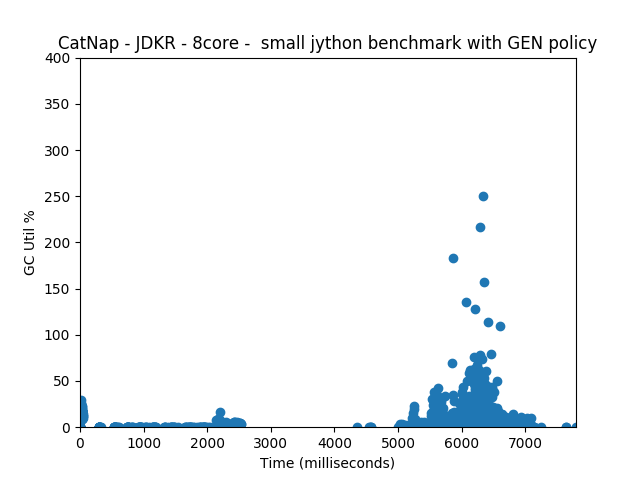 CatNap - JDKR - 8core -  small jython benchmark with GEN policy
400
350
300
250
200
150
100
50
0
GC Util %
0 1000 2000 3000 4000 5000 6000 7000
Time (milliseconds)